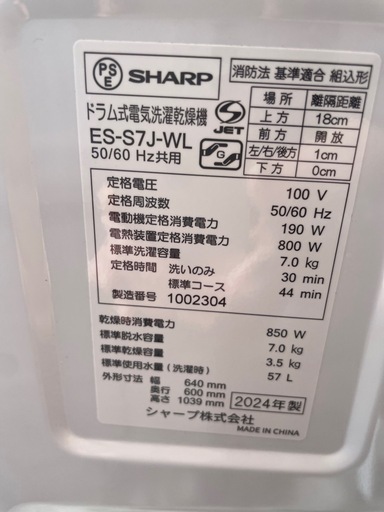 PSE SHARP
ドラム式電気洗濯乾燥機
ES-S7J-WL
50/60 Hz共用
S JET
G
消防法 基準適合 組込形
場所 離隔距離
上方 18cm
前方 開放
左/右/後方 1cm
下方 0cm
定格電圧 100 V
定格周波数 50/60 Hz
電動機定格消費電力 190 W
電熱装置定格消費電力 800 W
標準洗濯容量 7.0 kg
定格時間 洗いのみ 30 min
標準コース 44 min
製造番号 1002304
乾燥時消費電力 850 W
標準脱水容量 7.0 kg
標準乾燥容量 3.5 kg
標準使用水量(洗濯時) 57 L
外形寸法 幅 640 mm
奥行 600 mm
高さ 1039 mm
シャープ株式会社
2024年製
MADE IN CHINA